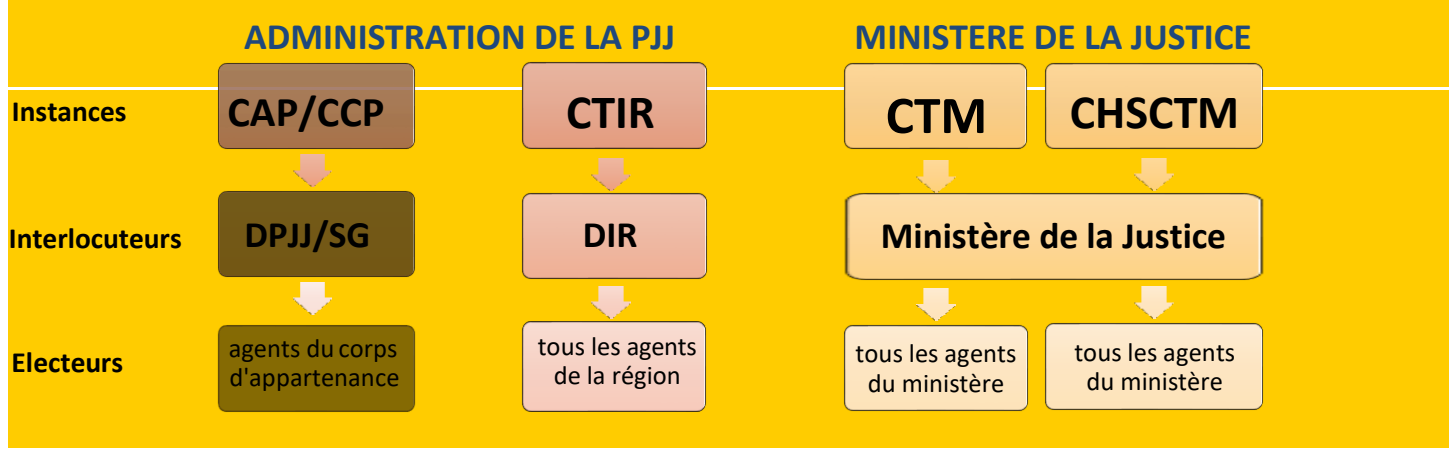 ADMINISTRATION DE LA PJJ
MINISTERE DE LA JUSTICE
Instances
CAP/CCP
CTIR
CTM
CHSCTM
Interlocuteurs
DPJJ/SG
DIR
Ministère de la Justice
Electeurs
agents du corps
d'appartenance
tous les agents
de la région
tous les agents
du ministère
tous les agents
du ministère